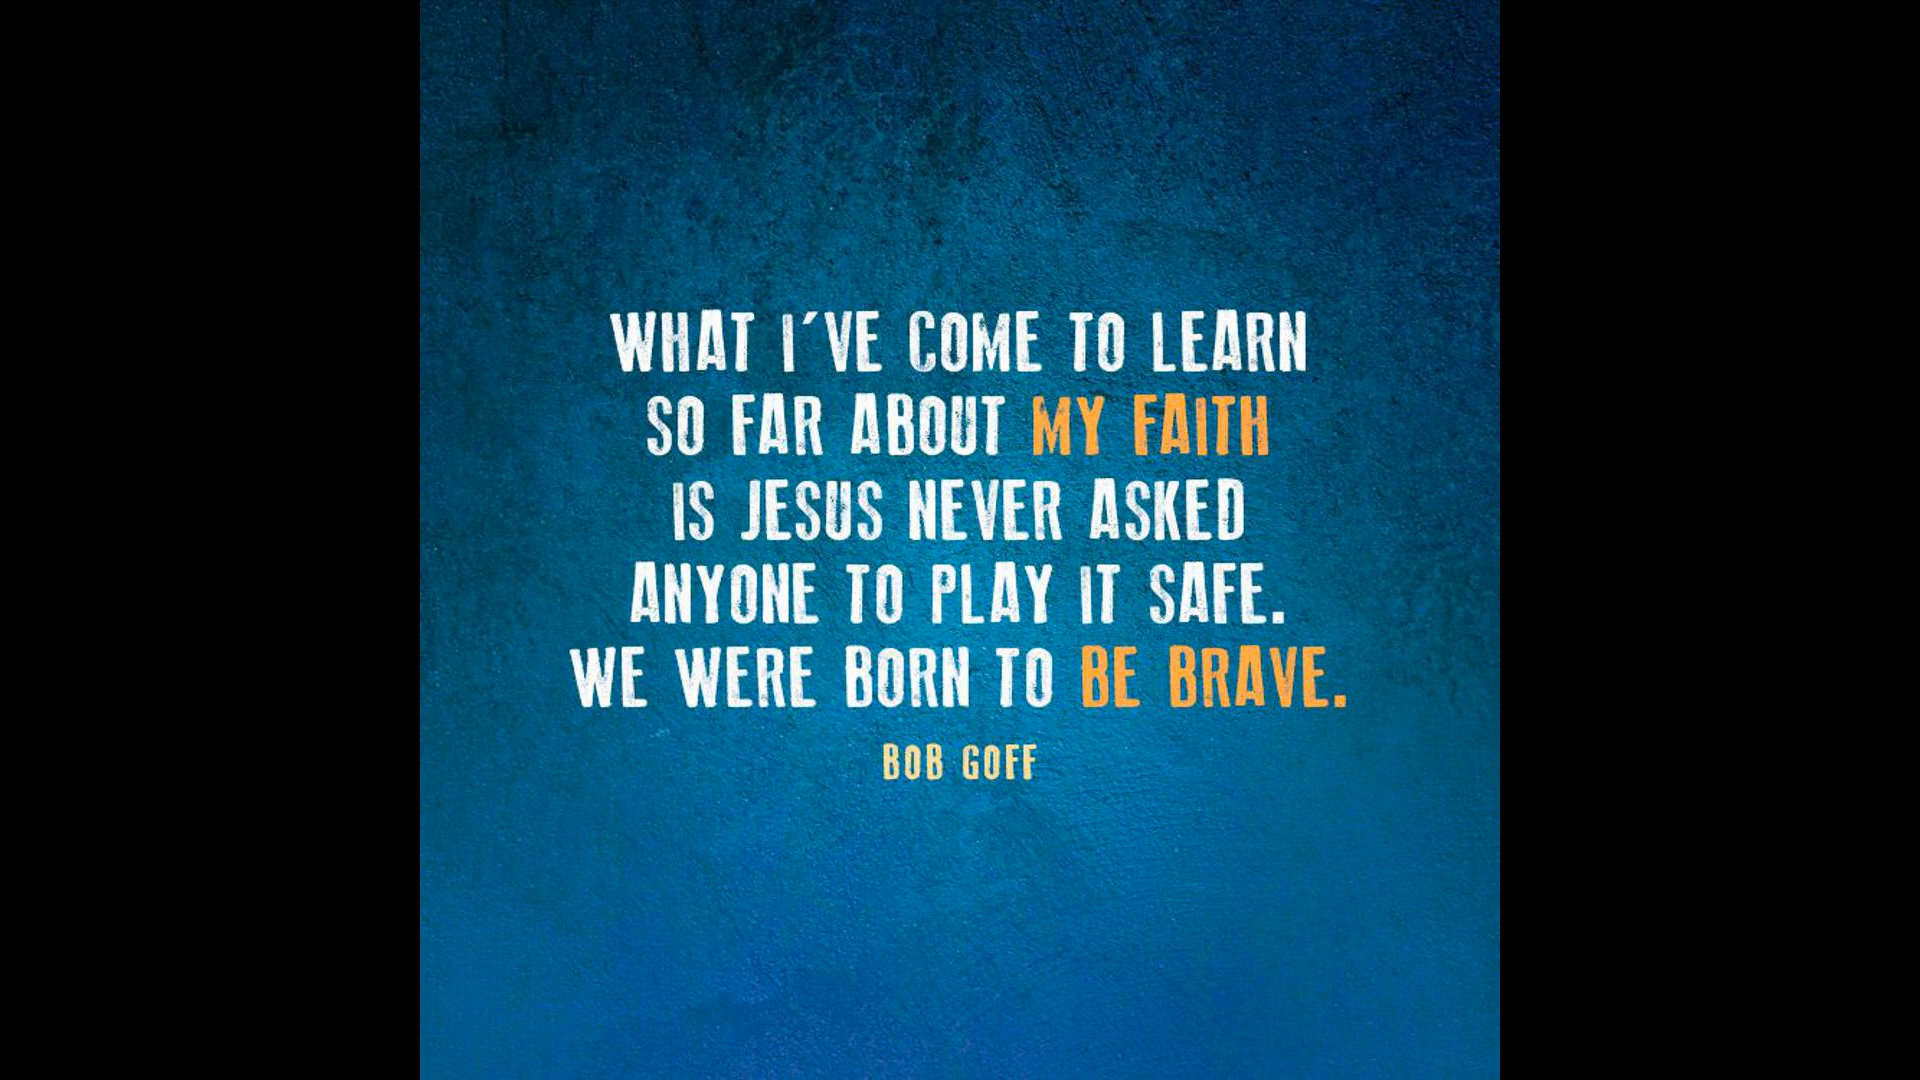 WHAT I´VE COME TO LEARN
SO FAR ABOUT MY FAITH
IS JESUS NEVER ASKED
ANYONE TO PLAY IT SAFE.
WE WERE BORN TO BE BRAVE.
BOB GOFF